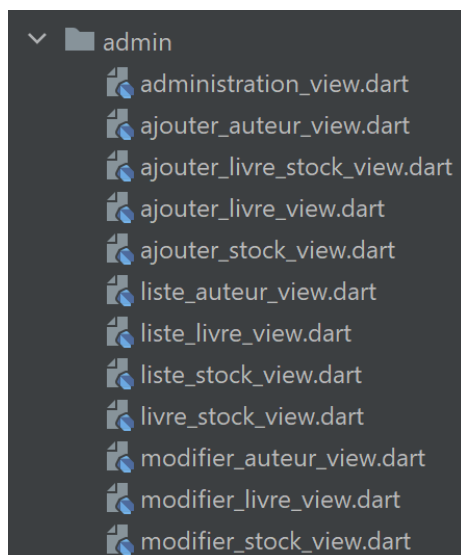 admin
administration_view.dart
ajouter_auteur_view.dart
ajouter_livre_stock_view.dart
ajouter_livre_view.dart
ajouter_stock_view.dart
liste_auteur_view.dart
liste_livre_view.dart
liste_stock_view.dart
livre_stock_view.dart
modifier_auteur_view.dart
modifier_livre_view.dart
modifier_stock_view.dart